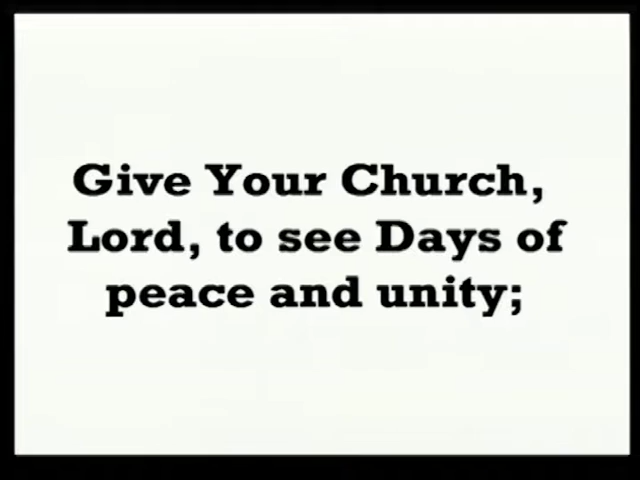 Give Your Church,
Lord, to see Days of
peace and unity;